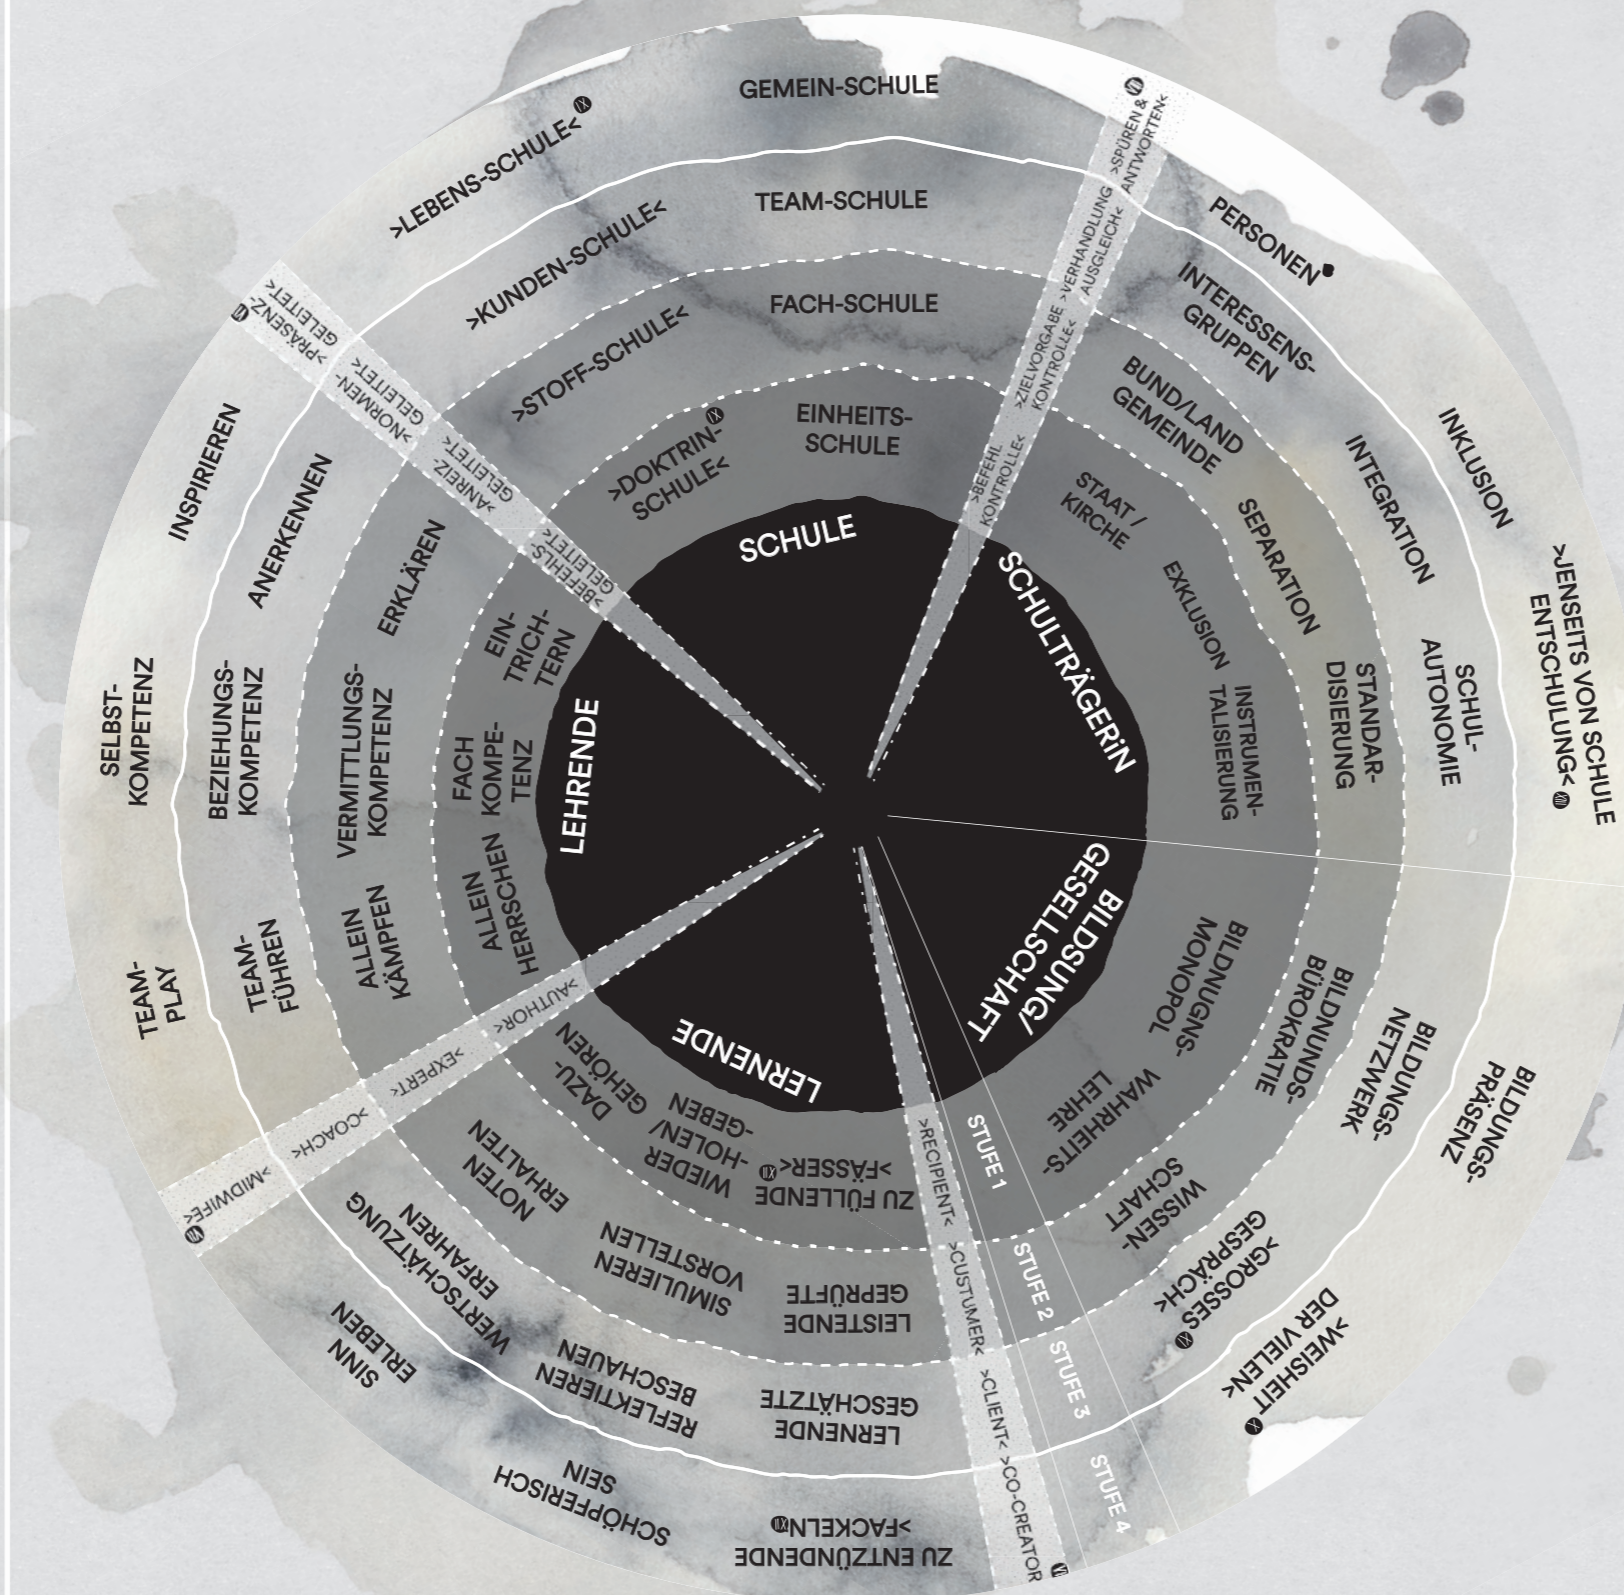 SCHULE
EINHEITS-
SCHULE
FACH-SCHULE
TEAM-SCHULE
GEMEIN-SCHULE
>DOKTRIN- IX
SCHULE<
>STOFF-SCHULE<
>KUNDEN-SCHULE<
>LEBENS-SCHULE< IX
>BEFEHL
KONTROLLE<
>ZIELVORGABE
KONTROLLE<
>VERHANDLUNG
AUSGLEICH<
>SPÜREN &
ANTWORTEN<
SCHULTRÄGERiN
STAAT /
KIRCHE
BUND/LAND
GEMEINDE
INTERESSENS-
GRUPPEN
PERSONEN
EXKLUSION
SEPARATION
INTEGRATION
INKLUSION
INSTRUMEN-
TALISIERUNG
STANDAR-
DISIERUNG
SCHUL-
AUTONOMIE
>JENSEITS VON SCHULE
ENTSCHULUNG<
BILDSUNG/
GESELLSCHAFT
BILDNUGNS-
MONOPOL
BILDNUNDS-
BÜROKRATIE
BILDUNGS-
NETZWERK
BILDUNGS-
PRÄSENZ
WAHRHEITS-
LEHRE
WISSEN-
SCHAFT
>GROSSES
GESPRÄCH<
>WEISHEIT
DER VIELEN<
X
STUFE 1
STUFE 2
STUFE 3
STUFE 4
>RECIPIENT<
>CUSTUMER<
>CLIENT<
>CO-CREATOR
LERNENDE
ZU FÜLLENDE
>FÄSSER< XII
LEISTENDE
GEPRÜFTE
LERNENDE
GESCHÄTZTE
ZU ENTZÜNDENDE
>FACKELN XII
WIEDER
-HOLEN/
-GEBEN
SIMULIEREN
VORSTELLEN
REFLEKTIEREN
BESCHAUEN
SCHÖPFERISCH
SEIN
DAZU-
GEHÖREN
NOTEN
ERHALTEN
WERTSCHÄTZUNG
ERFAHREN
SINN
ERLEBEN
>AUTHOR<
>EXPERT<
>COACH<
>MIDWIFE<
LEHRENDE
ALLEIN
HERRSCHEN
ALLEIN
KÄMPFEN
TEAM-
FÜHREN
TEAM-
PLAY
FACH
KOMPE-
TENZ
VERMITTLUNGS-
KOMPETENZ
BEZIEHUNGS-
KOMPETENZ
SELBST-
KOMPETENZ
EIN-
TRICH-
TERN
ERKLÄREN
ANERKENNEN
INSPIRIEREN
>BEFEHLS-
GELEITET<
>ANREIZ-
GELEITET<
>NORMEN-
GELEITET<
>PRÄSENZ-
GELEITET<